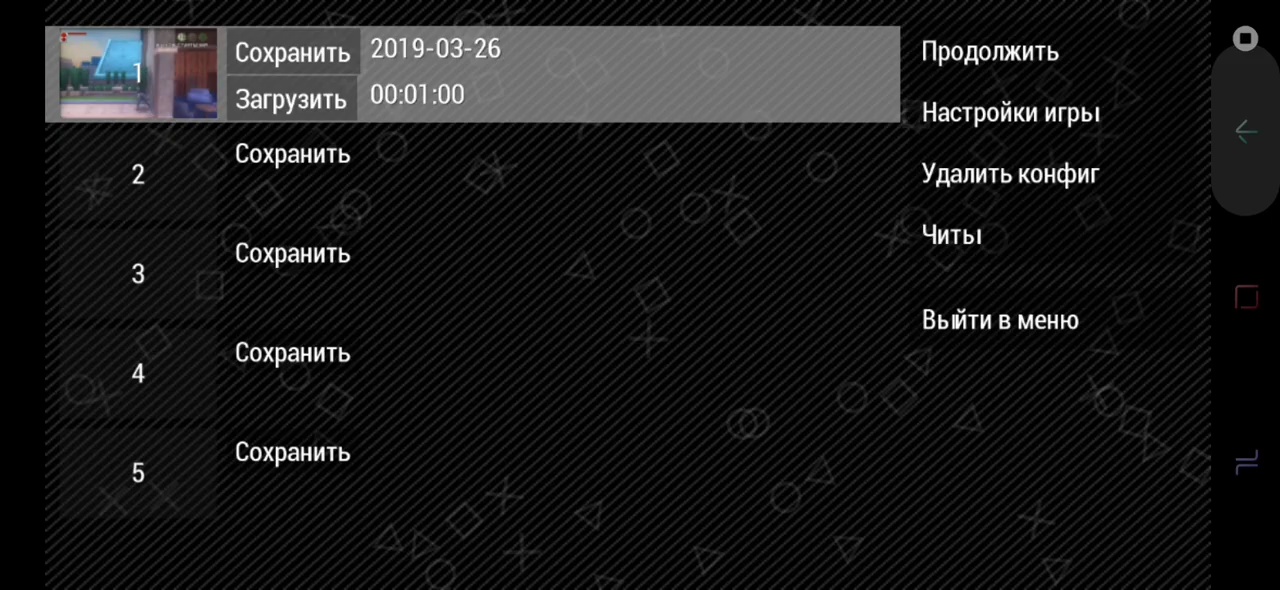 1
Сохранить
2019-03-26
Загрузить
00:01:00
2
Сохранить
3
Сохранить
4
Сохранить
5
Сохранить
Продолжить
Настройки игры
Удалить конфиг
Читы
Выйти в меню